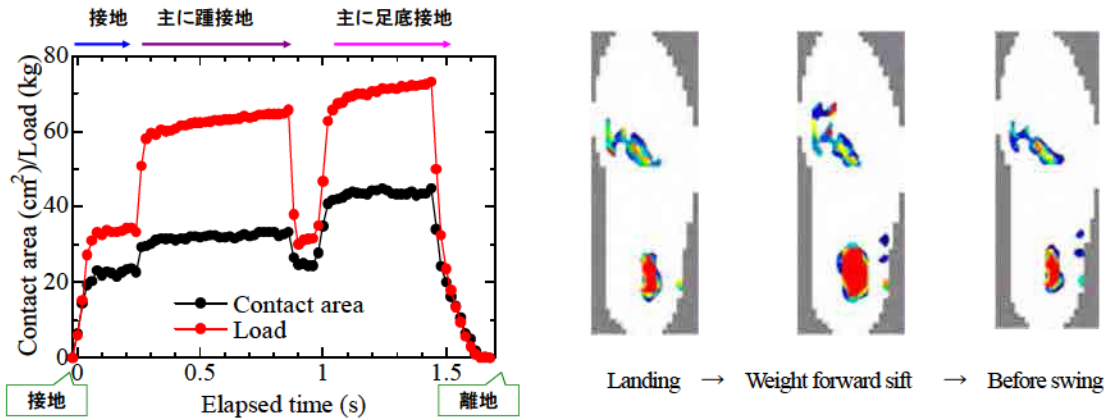 接地
主に踵接地
主に足底接地
Contact area (cm²)/Load (kg)
80
60
40
20
0
Contact area
Load
0
0.5
1
1.5
接地
Elapsed time (s)
離地
Landing → Weight forward sift → Before swing